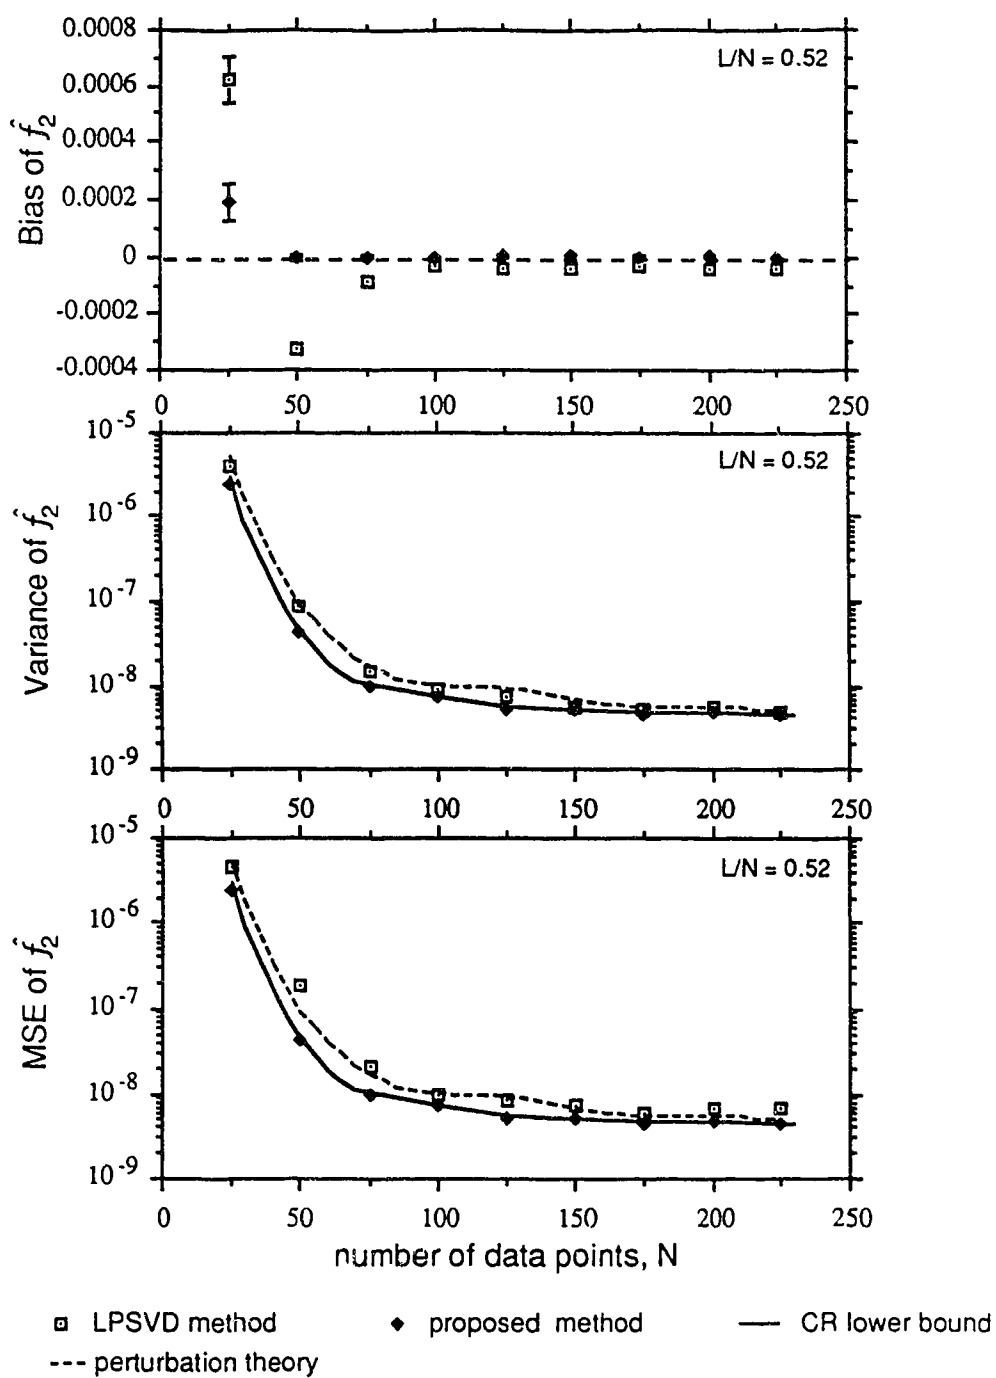 0.0008
L/N = 0.52
0.0006
0.0004
0.0002
0
-0.0002
-0.0004
Bias of f̂₂
0 50 100 150 200 250
10⁻⁵
L/N = 0.52
10⁻⁶
10⁻⁷
10⁻⁸
10⁻⁹
Variance of f̂₂
0 50 100 150 200 250
10⁻⁵
L/N = 0.52
10⁻⁶
10⁻⁷
10⁻⁸
10⁻⁹
MSE of f̂₂
0 50 100 150 200 250
number of data points, N
LPSVD method proposed method CR lower bound
perturbation theory